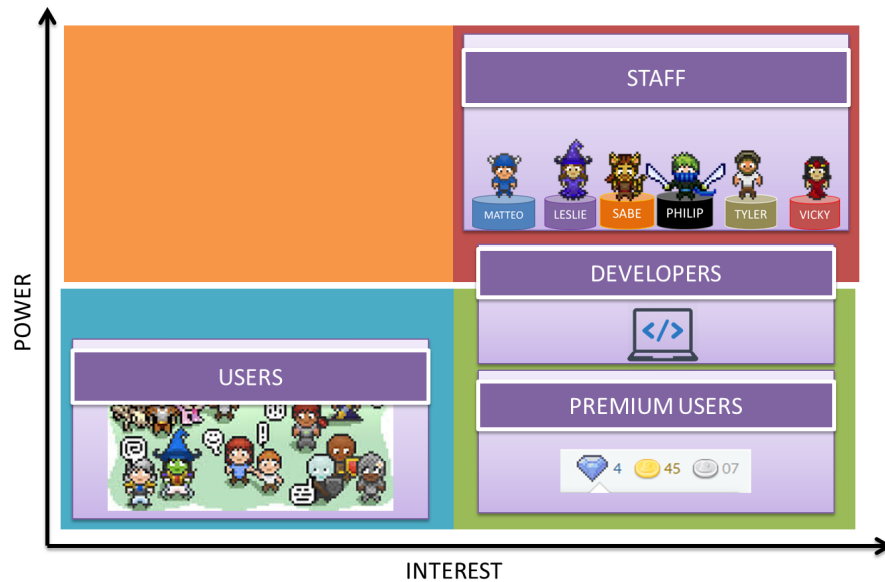 STAFF
MATTEO
LESLIE
SABE
PHILIP
TYLER
VICKY
DEVELOPERS
</>
USERS
PREMIUM USERS
4 45 07
POWER
INTEREST